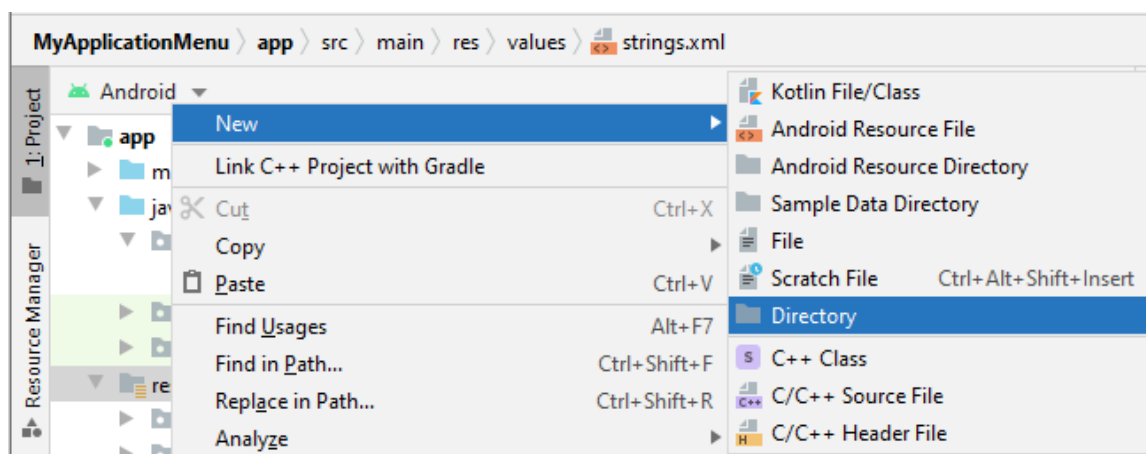 MyApplicationMenu app src main res values strings.xml
1: Project
Resource Manager
Android
app
m
jav
re
New
Link C++ Project with Gradle
Cut Ctrl+X
Copy
Paste Ctrl+V
Find Usages Alt+F7
Find in Path... Ctrl+Shift+F
Replace in Path... Ctrl+Shift+R
Analyze
Kotlin File/Class
Android Resource File
Android Resource Directory
Sample Data Directory
File
Scratch File Ctrl+Alt+Shift+Insert
Directory
S C++ Class
C++ C/C++ Source File
H C/C++ Header File